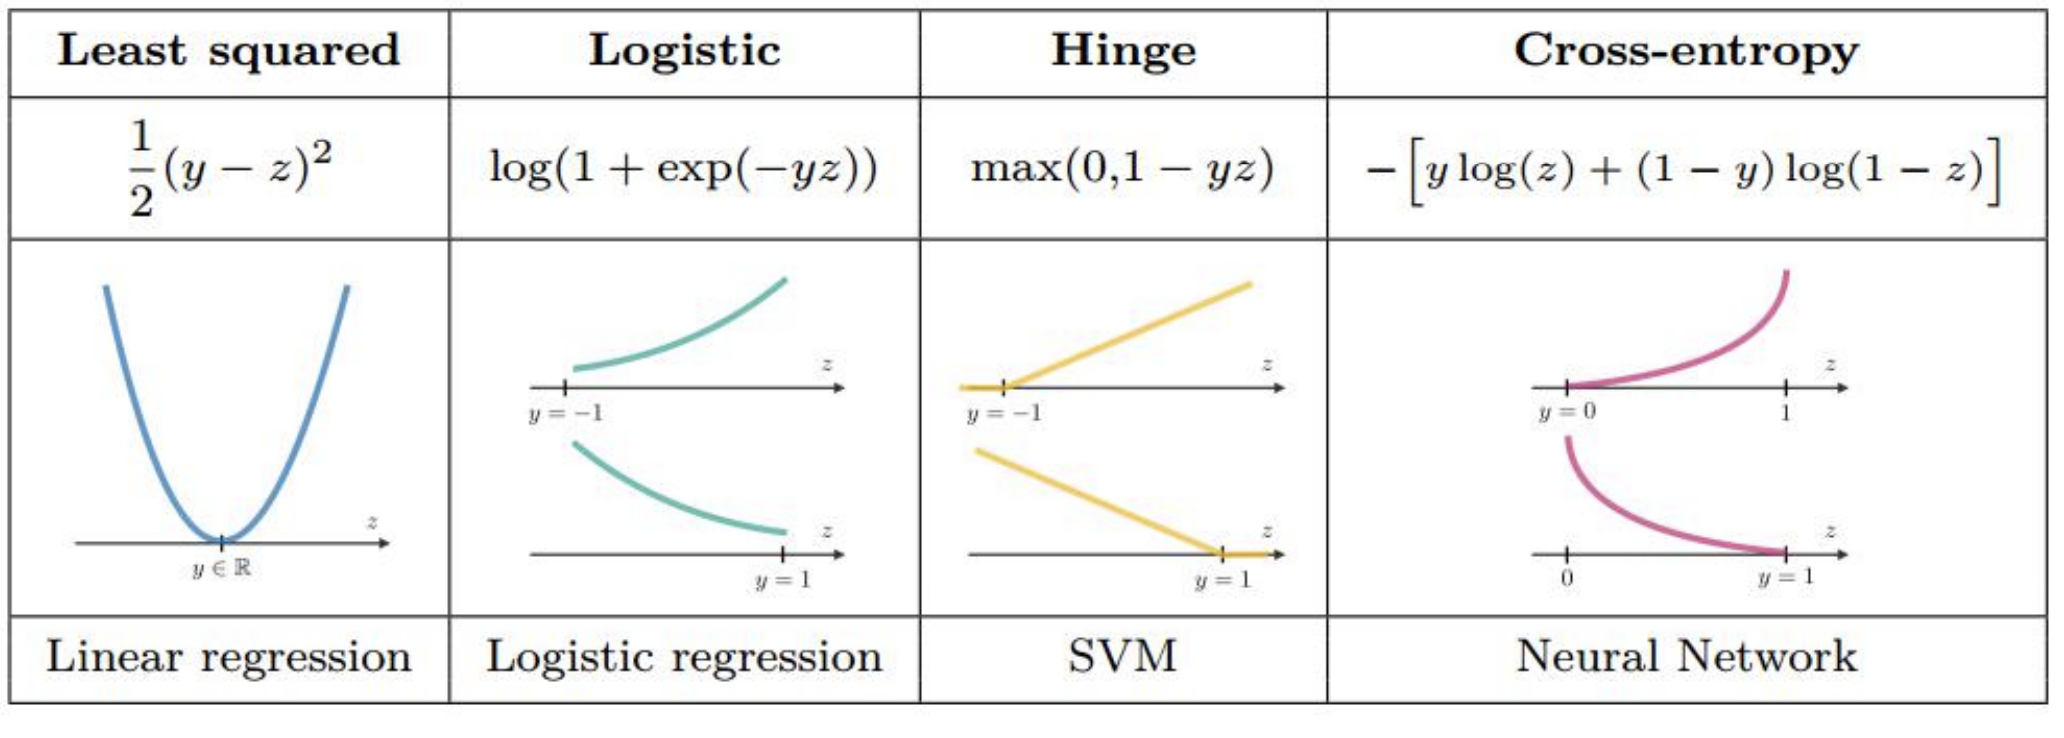 Least squared
Logistic
Hinge
Cross-entropy
\frac{1}{2}(y − z)²
log(1 + exp(−yz))
max(0,1 − yz)
−[y log(z) + (1 − y) log(1 − z)]
z
y ∈ ℝ
z
y = −1
z
y = 1
z
y = −1
z
y = 1
z
y = 0
1
z
0
y = 1
Linear regression
Logistic regression
SVM
Neural Network